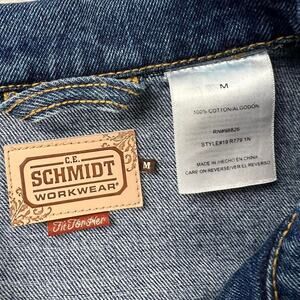 M
100% COTTON/ALGODÓN
RN#98829
STYLE#19 R779 1N
MADE IN /HECHO EN CHINA
CARE ON REVERSE/VER EL REVERSO
C.E.
SCHMIDT
WORKWEAR®
M
Fit For Her